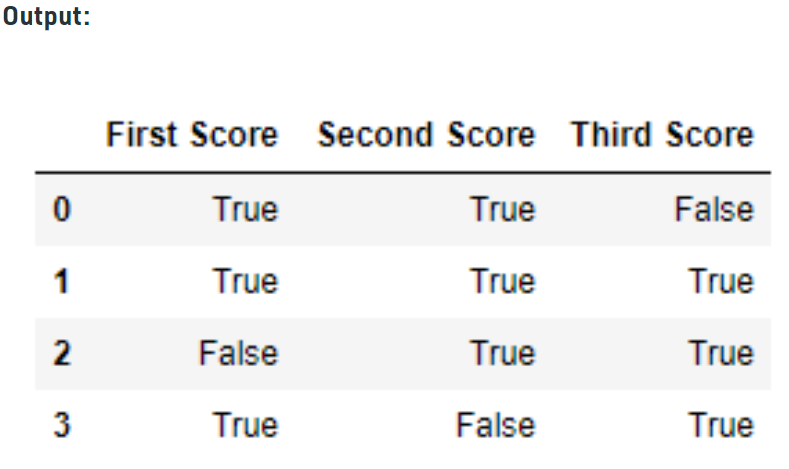 Output:
First Score Second Score Third Score
0 True True False
1 True True True
2 False True True
3 True False True